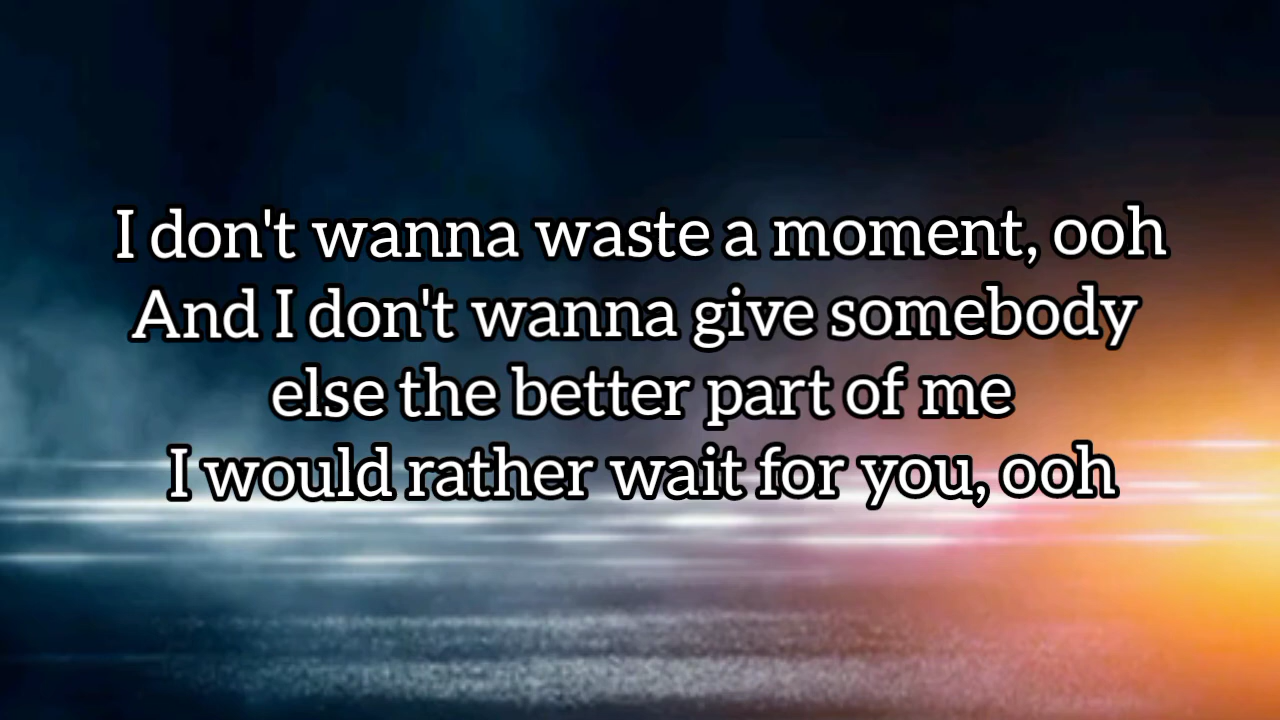 I don't wanna waste a moment, ooh
And I don't wanna give somebody
else the better part of me
I would rather wait for you, ooh